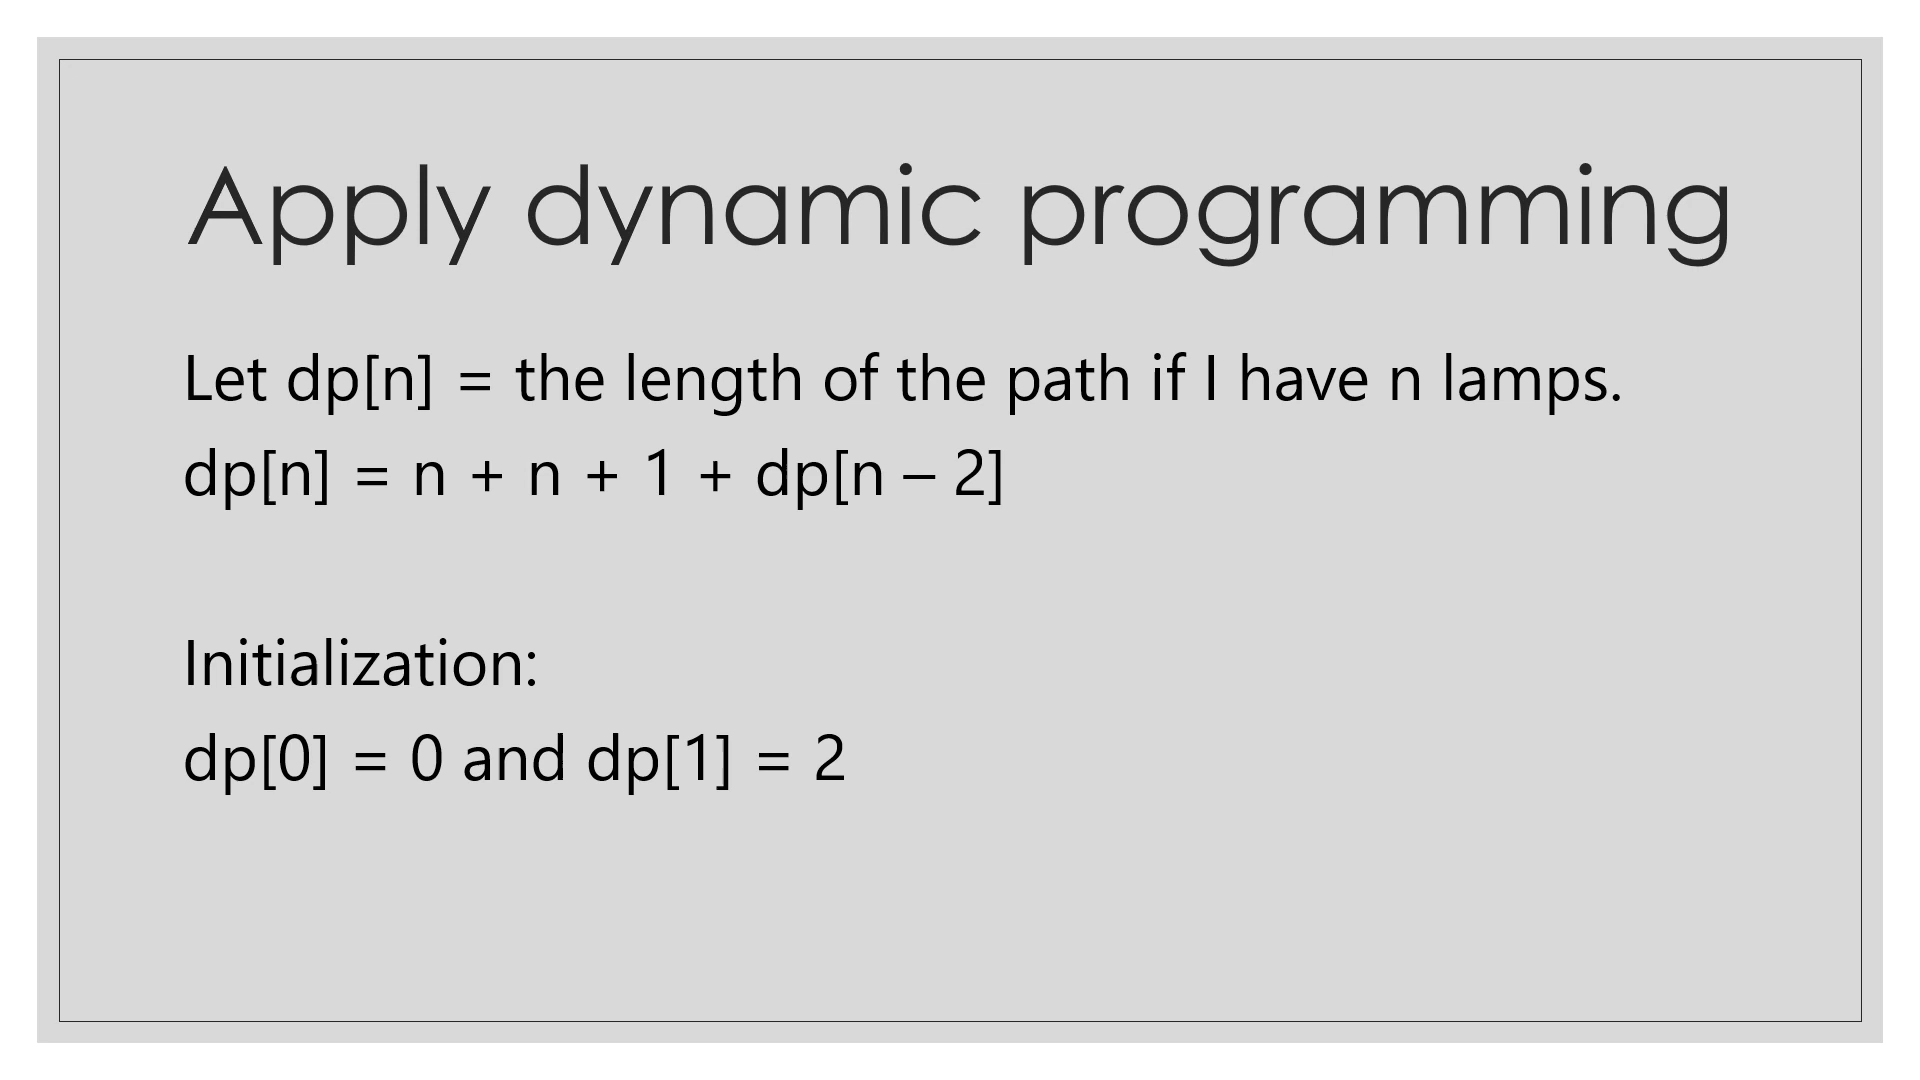 Apply dynamic programming
Let dp[n] = the length of the path if I have n lamps.
dp[n] = n + n + 1 + dp[n – 2]
Initialization:
dp[0] = 0 and dp[1] = 2